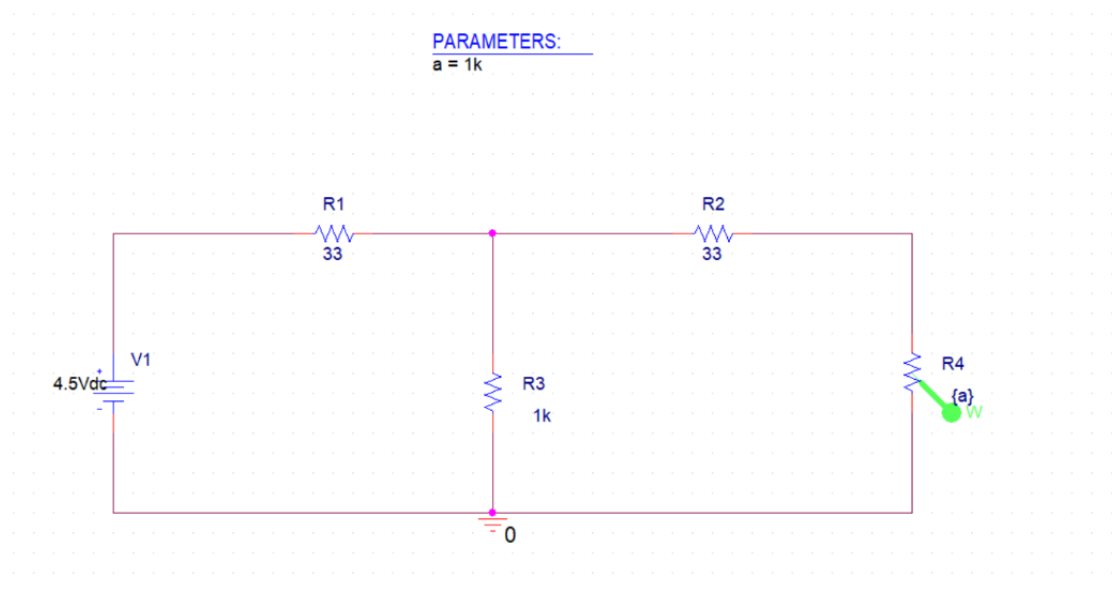 PARAMETERS:
a = 1k
R1
33
R2
33
V1
4.5Vdc
+
-
R3
1k
R4
{a}
W
0